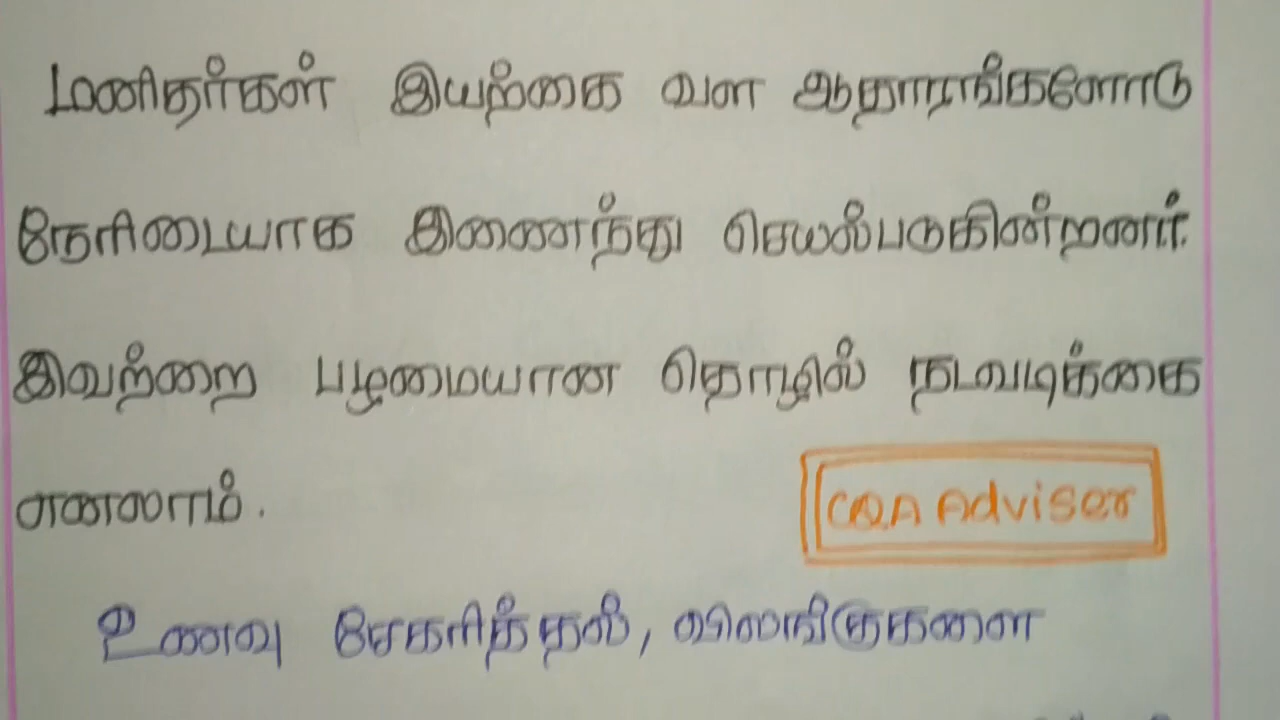 மனிதர்கள் இயற்கை வள ஆதாரங்களோடு
நேரிடையாக இணைந்து செயல்படுகின்றனர்.
இவற்றை பழமையான தொழில் நடவடிக்கை
எனலாம்.
CQA Adviser
உணவு சேகரித்தல், விலங்குகளை